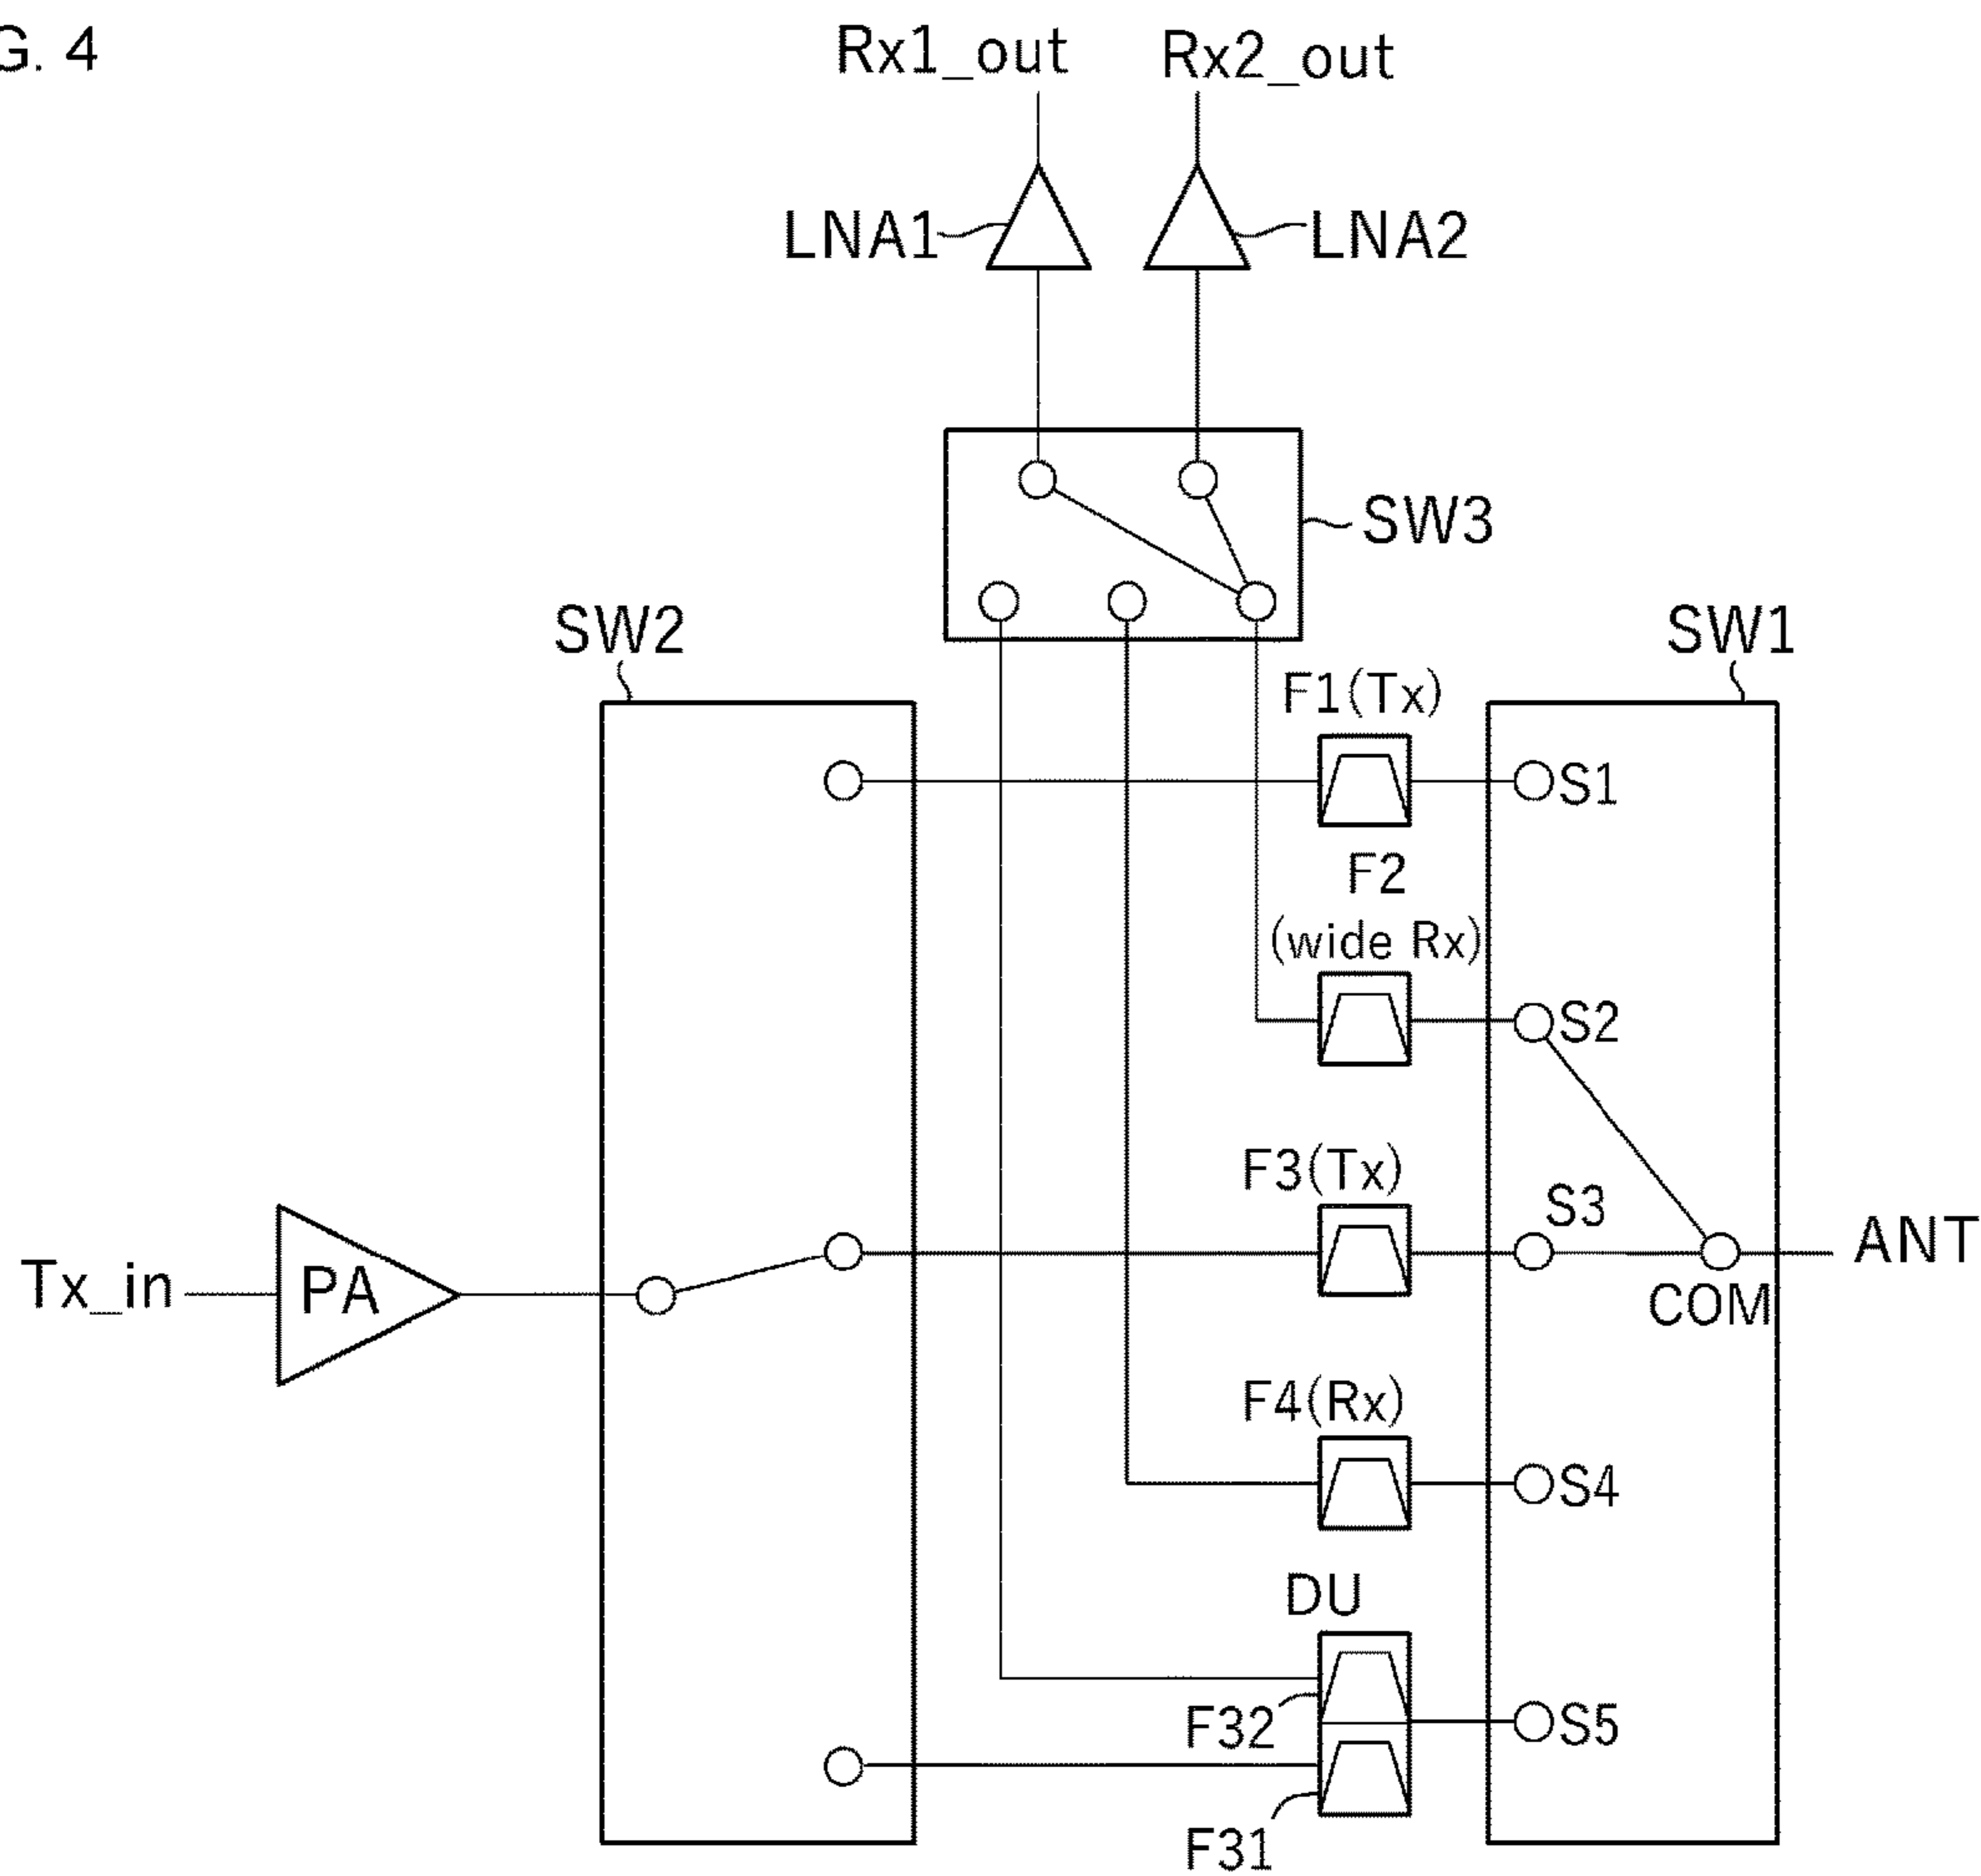 G. 4
Rx1_out Rx2_out
LNA1 LNA2
SW3
SW2 SW1
F1(Tx)
S1
F2
(wide Rx)
S2
F3(Tx)
S3
Tx_in PA ANT
COM
F4(Rx)
S4
DU
F32 S5
F31